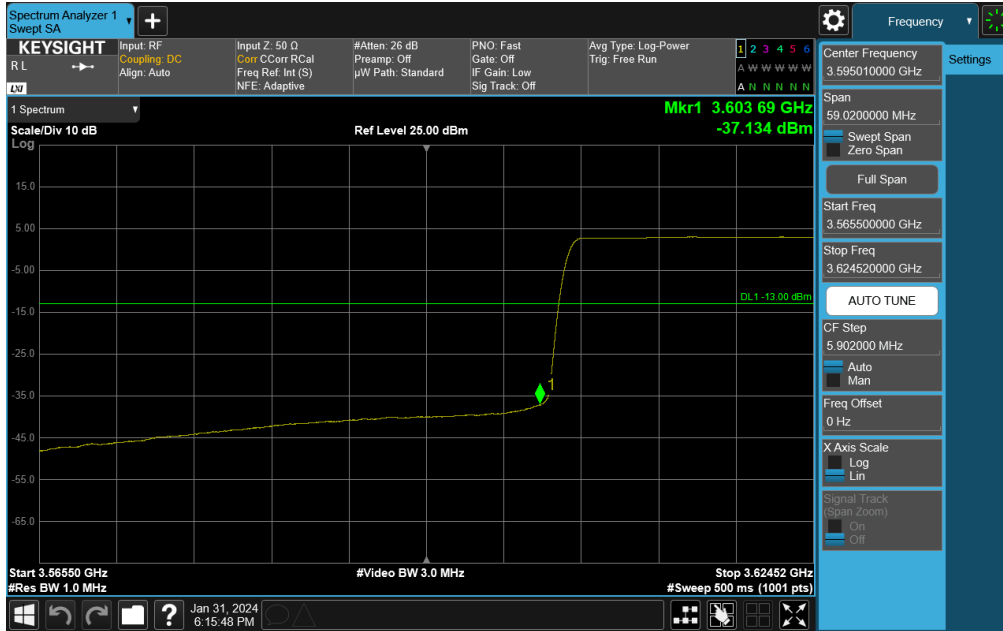 Spectrum Analyzer 1
Swept SA
Frequency
KEYSIGHT
R L
LXI
Input: RF
Coupling: DC
Align: Auto
Input Z: 50 Ω
Corr CCorr RCal
Freq Ref: Int (S)
NFE: Adaptive
#Atten: 26 dB
Preamp: Off
µW Path: Standard
PNO: Fast
Gate: Off
IF Gain: Low
Sig Track: Off
Avg Type: Log-Power
Trig: Free Run
1 2 3 4 5 6
A W W W W W
A N N N N N
1 Spectrum
Mkr1 3.603 69 GHz
-37.134 dBm
Scale/Div 10 dB
Ref Level 25.00 dBm
Log
15.0
5.00
-5.00
-15.0
-25.0
-35.0
-45.0
-55.0
-65.0
DL1 -13.00 dBm
1
Start 3.56550 GHz
#Video BW 3.0 MHz
Stop 3.62452 GHz
#Res BW 1.0 MHz
#Sweep 500 ms (1001 pts)
?
Jan 31, 2024
6:15:48 PM
Center Frequency
3.595010000 GHz
Span
59.0200000 MHz
Swept Span
Zero Span
Full Span
Start Freq
3.565500000 GHz
Stop Freq
3.624520000 GHz
AUTO TUNE
CF Step
5.902000 MHz
Auto
Man
Freq Offset
0 Hz
X Axis Scale
Log
Lin
Signal Track
(Span Zoom)
On
Off
Settings